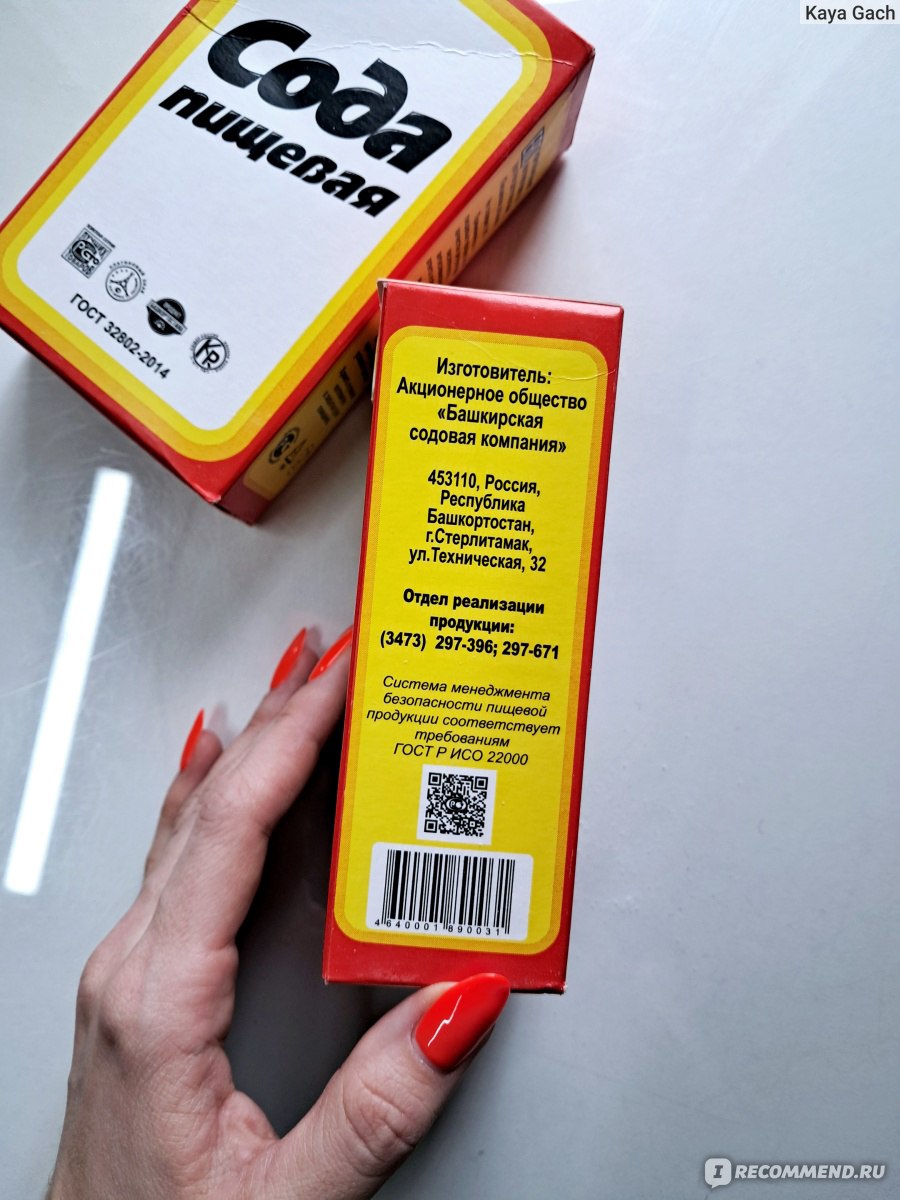 Kaya Gach
Сода
пищевая
РСТ
КР
ГОСТ 32802-2014
Изготовитель:
Акционерное общество
«Башкирская
содовая компания»
453110, Россия,
Республика
Башкортостан,
г.Стерлитамак,
ул.Техническая, 32
Отдел реализации
продукции:
(3473) 297-396; 297-671
Система менеджмента
безопасности пищевой
продукции соответствует
требованиям
ГОСТ Р ИСО 22000
4 640001 890031
I RECOMMEND.RU